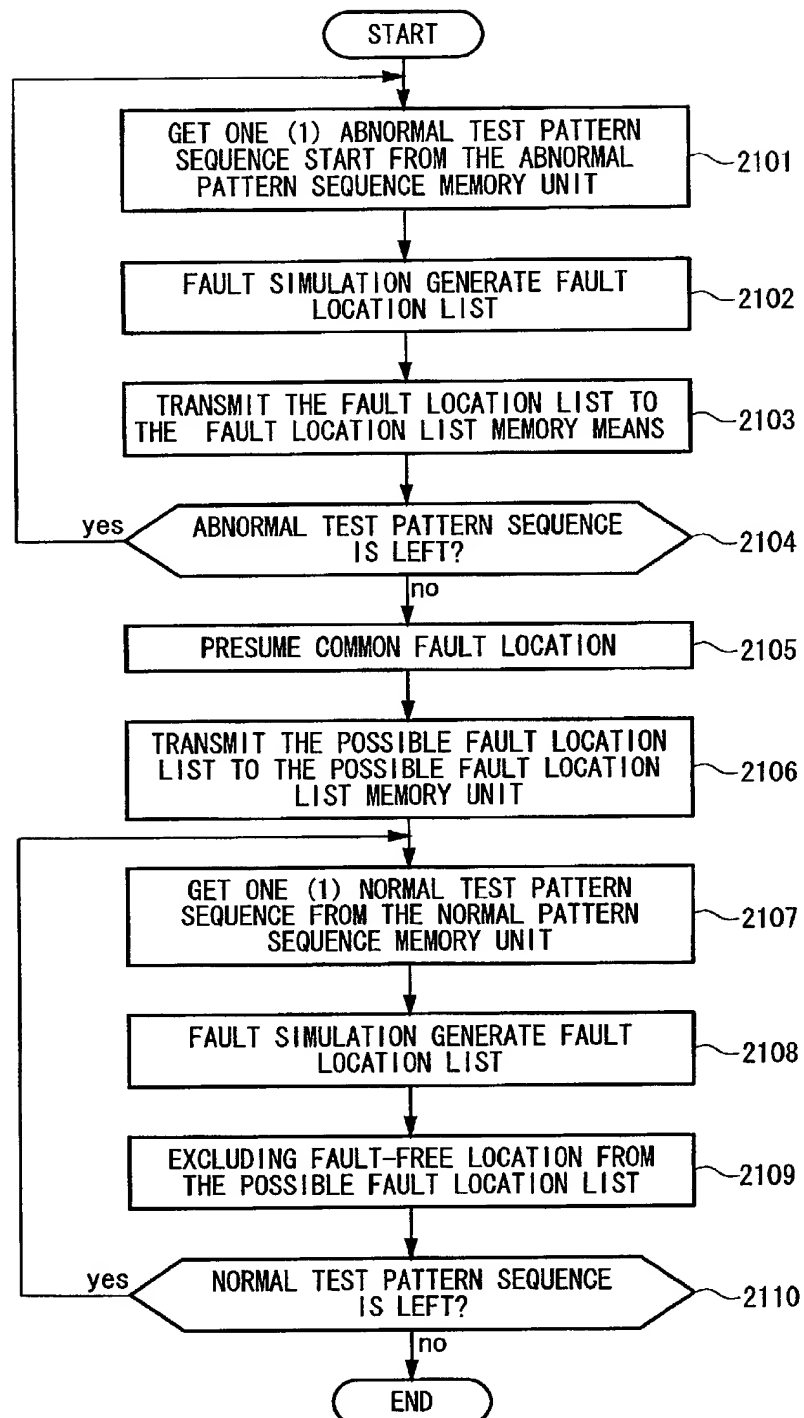 START
GET ONE (1) ABNORMAL TEST PATTERN
SEQUENCE START FROM THE ABNORMAL
PATTERN SEQUENCE MEMORY UNIT
2101
FAULT SIMULATION GENERATE FAULT
LOCATION LIST
2102
TRANSMIT THE FAULT LOCATION LIST TO
THE FAULT LOCATION LIST MEMORY MEANS
2103
yes
ABNORMAL TEST PATTERN SEQUENCE
IS LEFT?
2104
no
PRESUME COMMON FAULT LOCATION
2105
TRANSMIT THE POSSIBLE FAULT LOCATION
LIST TO THE POSSIBLE FAULT LOCATION
LIST MEMORY UNIT
2106
GET ONE (1) NORMAL TEST PATTERN
SEQUENCE FROM THE NORMAL PATTERN
SEQUENCE MEMORY UNIT
2107
FAULT SIMULATION GENERATE FAULT
LOCATION LIST
2108
EXCLUDING FAULT-FREE LOCATION FROM
THE POSSIBLE FAULT LOCATION LIST
2109
yes
NORMAL TEST PATTERN SEQUENCE
IS LEFT?
2110
no
END